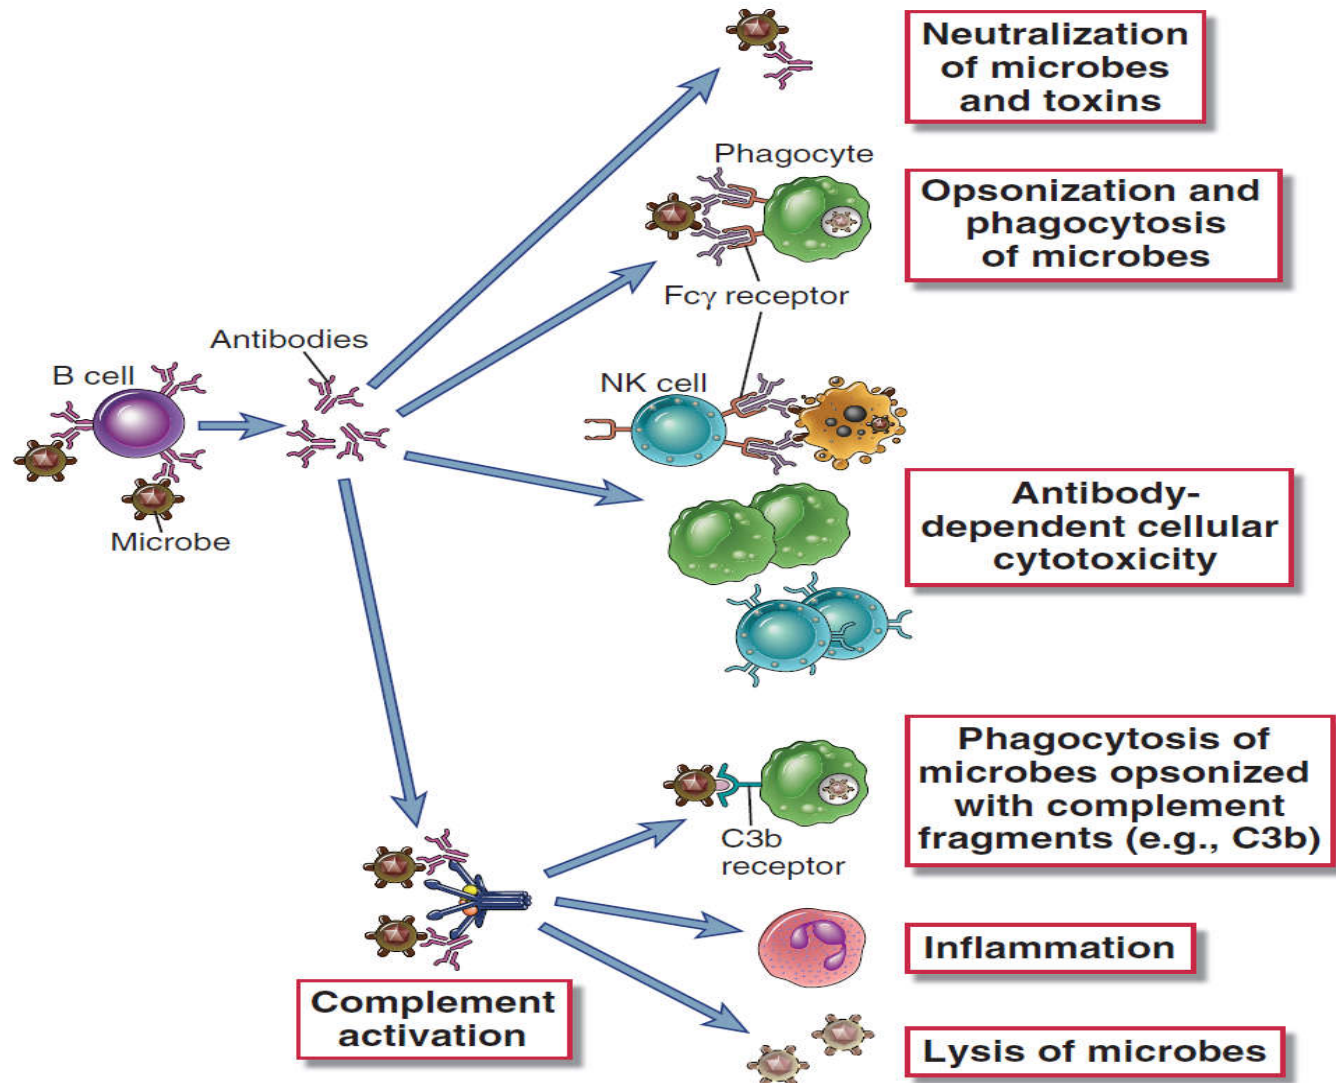 Neutralization
of microbes
and toxins
Phagocyte
Opsonization and
phagocytosis
of microbes
Fcγ receptor
Antibodies
B cell
NK cell
Microbe
Antibody-
dependent cellular
cytotoxicity
Phagocytosis of
microbes opsonized
with complement
fragments (e.g., C3b)
C3b
receptor
Inflammation
Complement
activation
Lysis of microbes